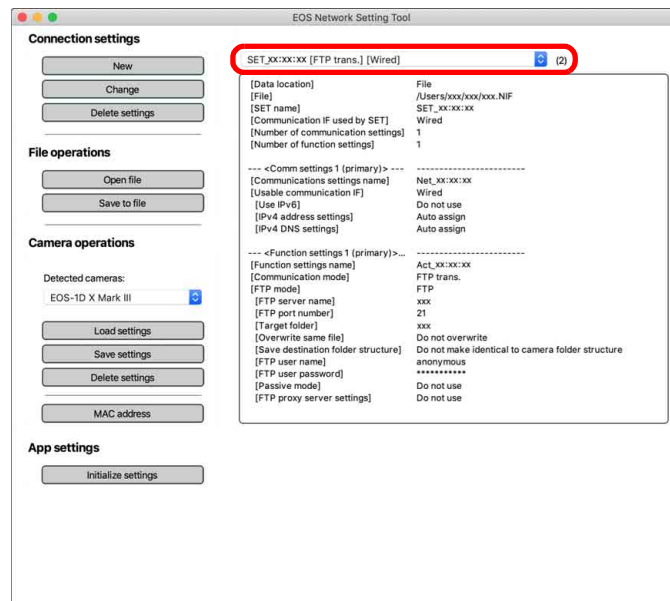 EOS Network Setting Tool
Connection settings
New
Change
Delete settings
File operations
Open file
Save to file
Camera operations
Detected cameras:
EOS-1D X Mark III
Load settings
Save settings
Delete settings
MAC address
App settings
Initialize settings
SET_xx:xx:xx [FTP trans.] [Wired] (2)
[Data location] File
[File] /Users/xxx/xxx/xxx.NIF
[SET name] SET_xx:xx:xx
[Communication IF used by SET] Wired
[Number of communication settings] 1
[Number of function settings] 1
--- <Comm settings 1 (primary)> --- ------------------------
[Communications settings name] Net_xx:xx:xx
[Usable communication IF] Wired
[Use IPv6] Do not use
[IPv4 address settings] Auto assign
[IPv4 DNS settings] Auto assign
--- <Function settings 1 (primary)>... ------------------------
[Function settings name] Act_xx:xx:xx
[Communication mode] FTP trans.
[FTP mode] FTP
[FTP server name] xxx
[FTP port number] 21
[Target folder] xxx
[Overwrite same file] Do not overwrite
[Save destination folder structure] Do not make identical to camera folder structure
[FTP user name] anonymous
[FTP user password] ***********
[Passive mode] Do not use
[FTP proxy server settings] Do not use